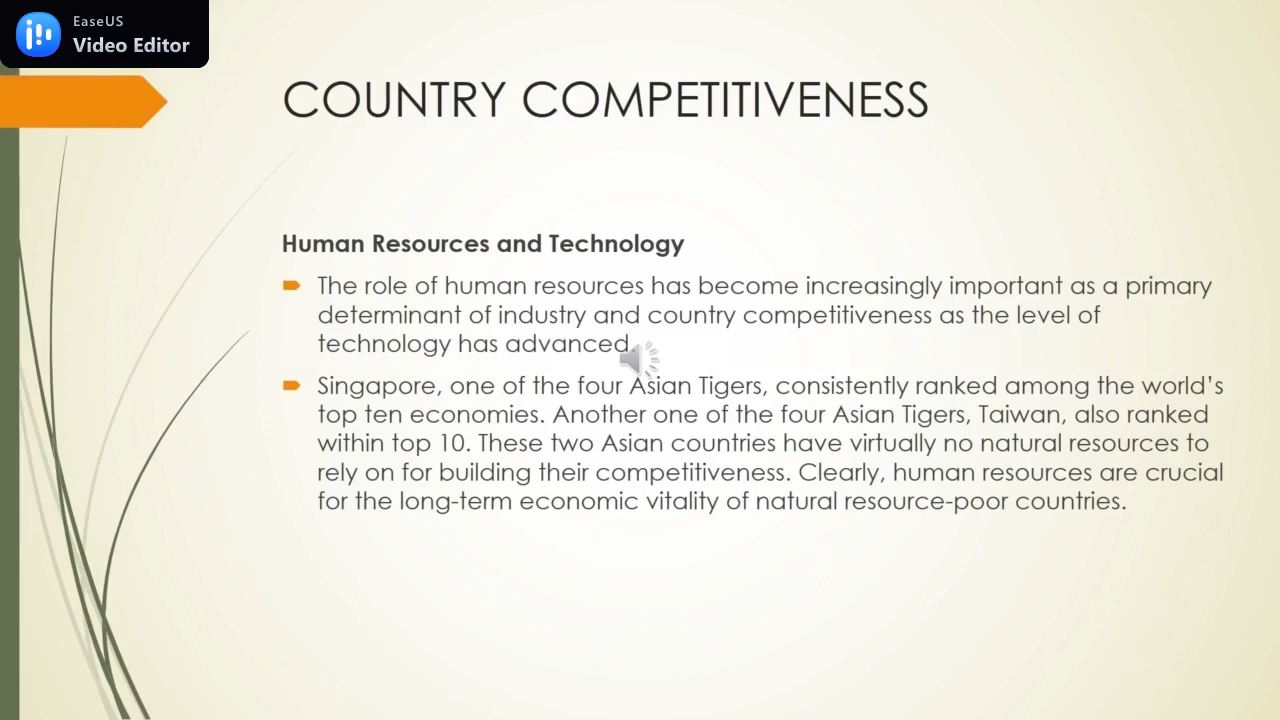 EaseUS
Video Editor
COUNTRY COMPETITIVENESS
Human Resources and Technology
The role of human resources has become increasingly important as a primary
determinant of industry and country competitiveness as the level of
technology has advanced.
Singapore, one of the four Asian Tigers, consistently ranked among the world’s
top ten economies. Another one of the four Asian Tigers, Taiwan, also ranked
within top 10. These two Asian countries have virtually no natural resources to
rely on for building their competitiveness. Clearly, human resources are crucial
for the long-term economic vitality of natural resource-poor countries.